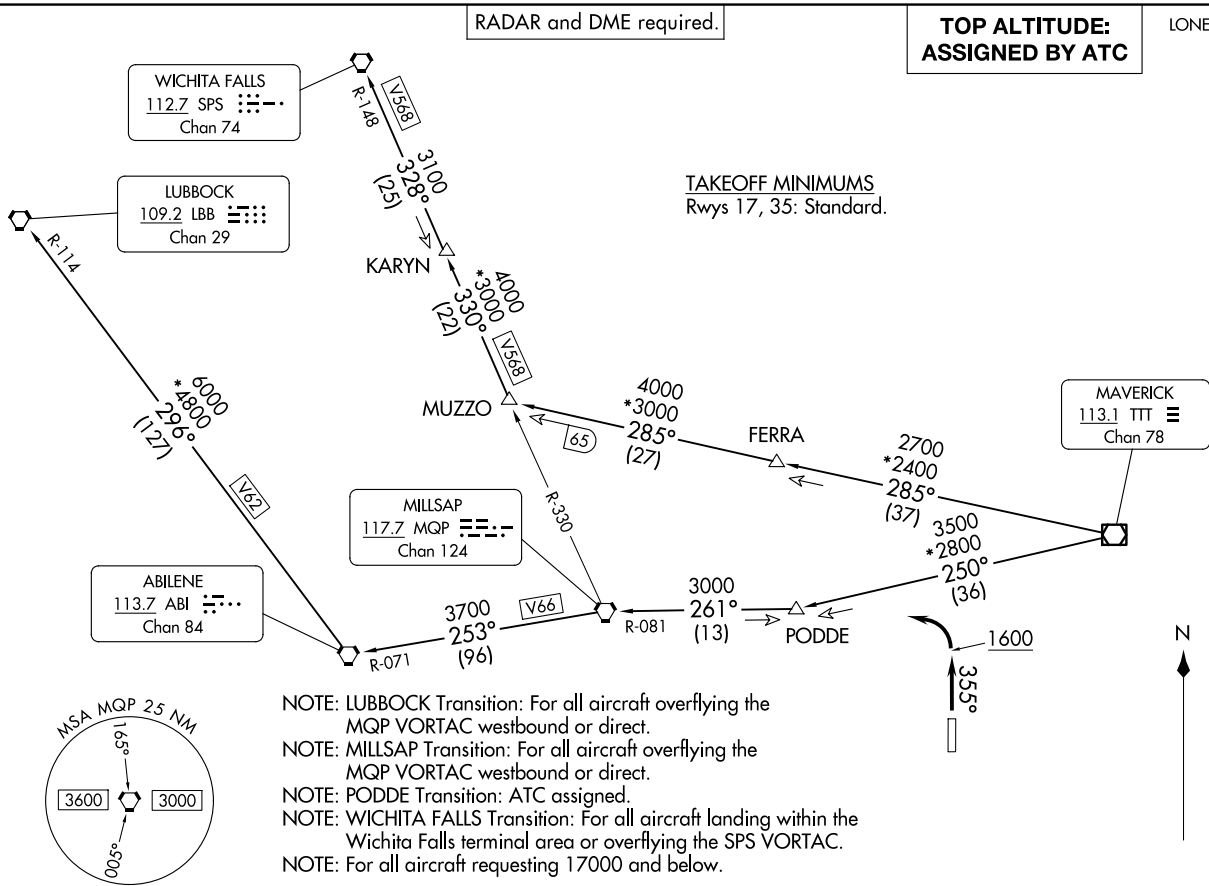 RADAR and DME required.
TOP ALTITUDE:
ASSIGNED BY ATC
LONE
WICHITA FALLS
112.7 SPS
Chan 74
R-148
V568
3100
328°
(25)
LUBBOCK
109.2 LBB
Chan 29
R-114
TAKEOFF MINIMUMS
Rwys 17, 35: Standard.
KARYN
4000
*3000
330°
(22)
V568
6000
*4800
296°
(127)
V62
MUZZO
65
4000
*3000
285°
(27)
FERRA
MAVERICK
113.1 TTT
Chan 78
2700
*2400
285°
(37)
3500
*2800
250°
(36)
R-330
MILLSAP
117.7 MQP
Chan 124
ABILENE
113.7 ABI
Chan 84
3700
V66
253°
(96)
R-071
3000
261°
(13)
R-081
PODDE
1600
355°
N
MSA MQP 25 NM
165°
3600
3000
005°
NOTE: LUBBOCK Transition: For all aircraft overflying the
MQP VORTAC westbound or direct.
NOTE: MILLSAP Transition: For all aircraft overflying the
MQP VORTAC westbound or direct.
NOTE: PODDE Transition: ATC assigned.
NOTE: WICHITA FALLS Transition: For all aircraft landing within the
Wichita Falls terminal area or overflying the SPS VORTAC.
NOTE: For all aircraft requesting 17000 and below.